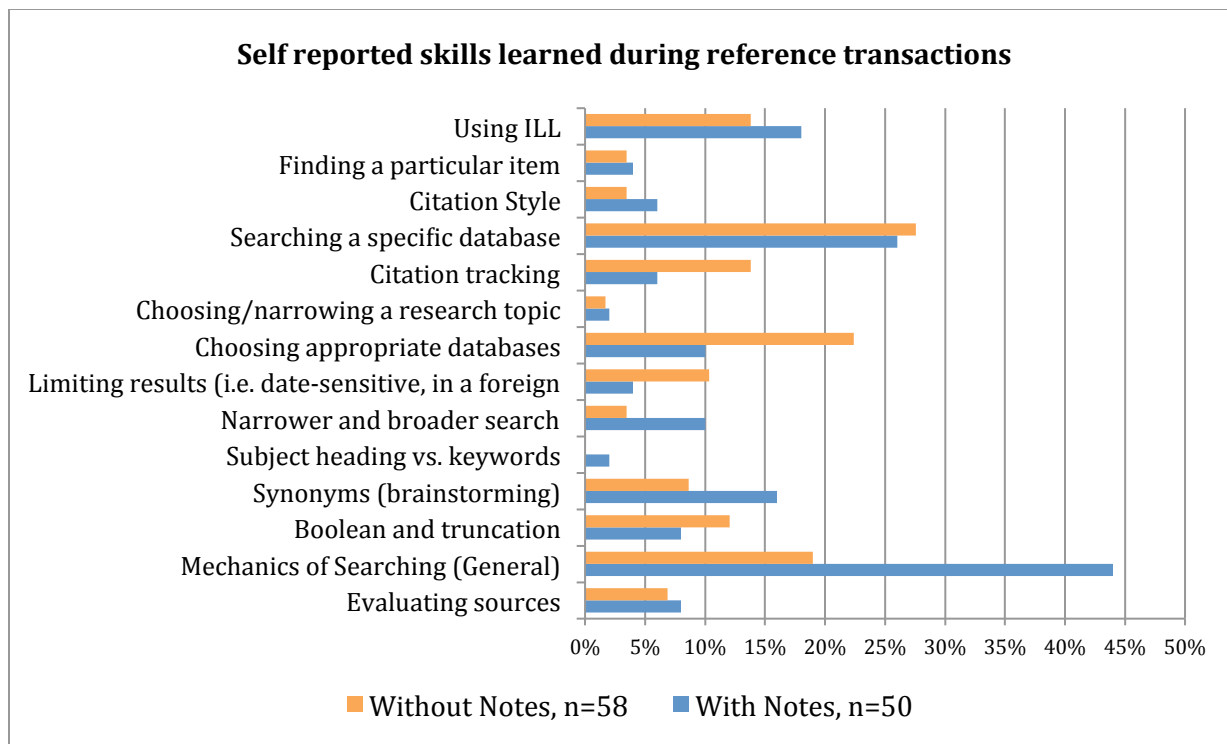 Self reported skills learned during reference transactions
Using ILL
Finding a particular item
Citation Style
Searching a specific database
Citation tracking
Choosing/narrowing a research topic
Choosing appropriate databases
Limiting results (i.e. date-sensitive, in a foreign
Narrower and broader search
Subject heading vs. keywords
Synonyms (brainstorming)
Boolean and truncation
Mechanics of Searching (General)
Evaluating sources
0% 5% 10% 15% 20% 25% 30% 35% 40% 45% 50%
Without Notes, n=58 With Notes, n=50